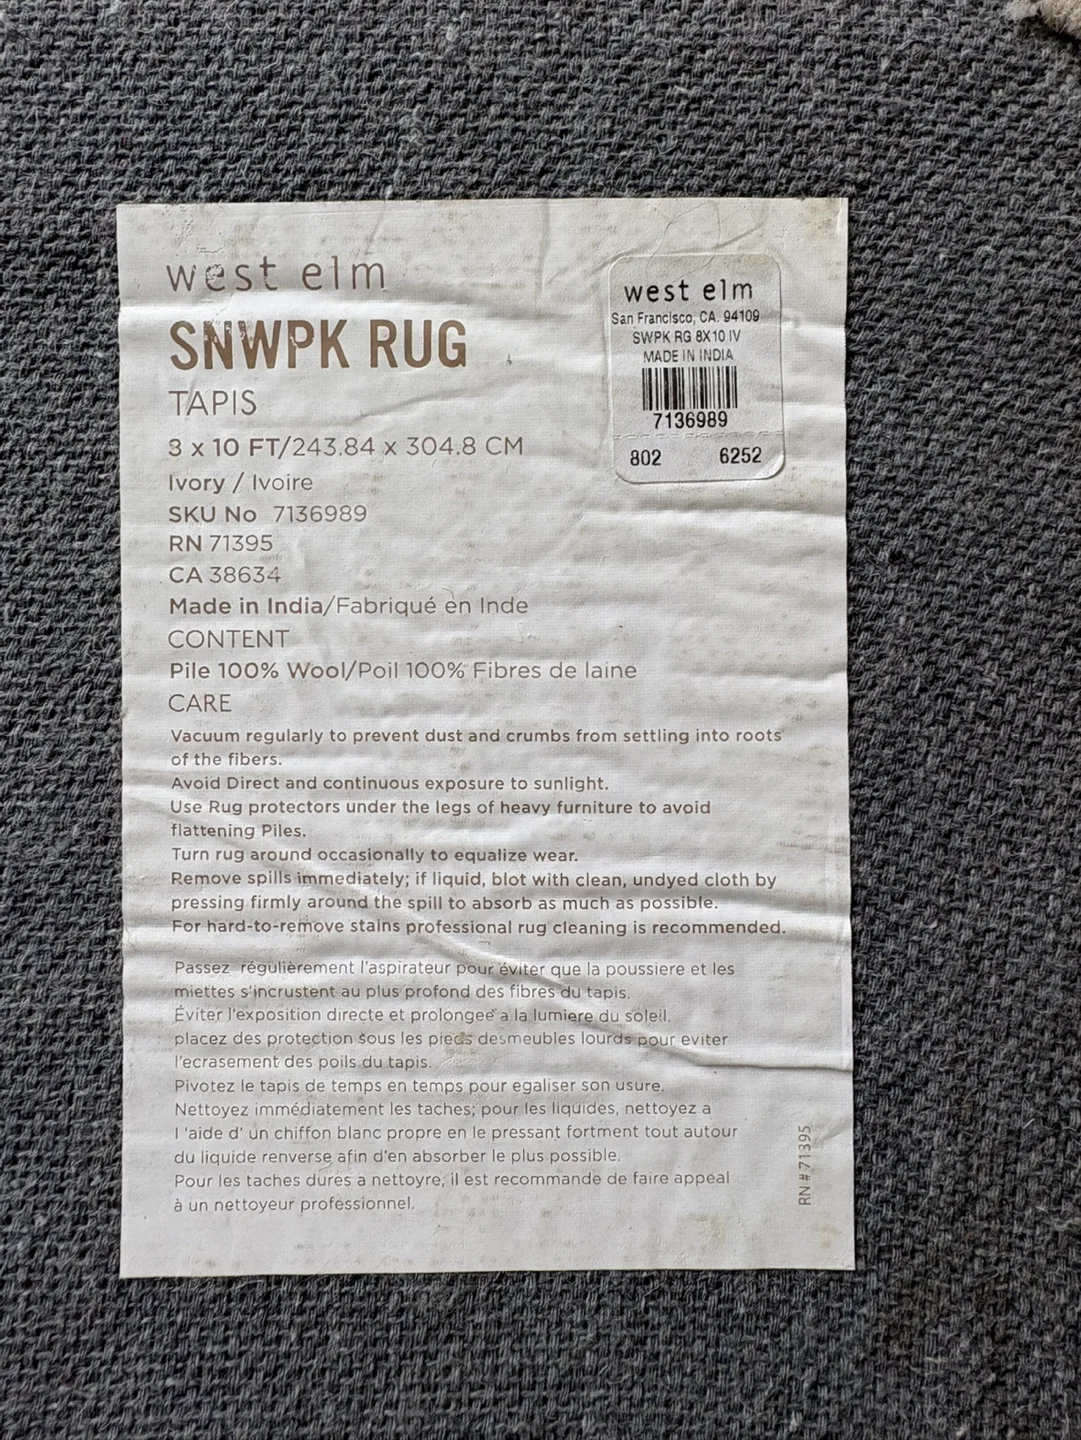 west elm
SNWPK RUG
TAPIS
8 x 10 FT/243.84 x 304.8 CM
Ivory / Ivoire
SKU No 7136989
RN 71395
CA 38634
Made in India/Fabriqué en Inde
CONTENT
Pile 100% Wool/Poil 100% Fibres de laine
CARE
Vacuum regularly to prevent dust and crumbs from settling into roots
of the fibers.
Avoid Direct and continuous exposure to sunlight.
Use Rug protectors under the legs of heavy furniture to avoid
flattening Piles.
Turn rug around occasionally to equalize wear.
Remove spills immediately; if liquid, blot with clean, undyed cloth by
pressing firmly around the spill to absorb as much as possible.
For hard-to-remove stains professional rug cleaning is recommended.
Passez régulièrement l'aspirateur pour éviter que la poussiere et les
miettes s'incrustent au plus profond des fibres du tapis.
Éviter l'exposition directe et prolongee a la lumiere du soleil.
placez des protection sous les pieds desmeubles lourds pour eviter
l'ecrasement des poils du tapis.
Pivotez le tapis de temps en temps pour egaliser son usure.
Nettoyez immédiatement les taches; pour les liquides, nettoyez a
l 'aide d' un chiffon blanc propre en le pressant fortment tout autour
du liquide renverse afin d'en absorber le plus possible.
Pour les taches dures a nettoyre, il est recommande de faire appeal
à un nettoyeur professionnel.
RN #71395
west elm
San Francisco, CA. 94109
SWPK RG 8X10 IV
MADE IN INDIA
7136989
802 6252